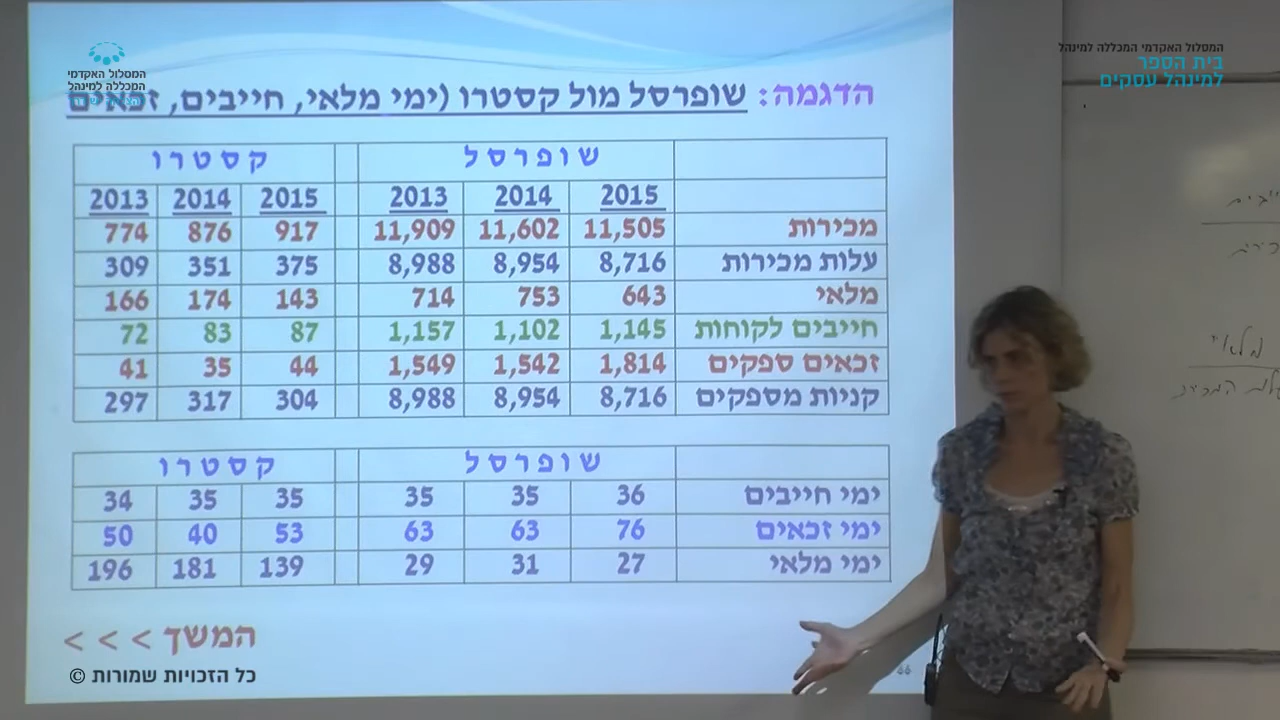 המסלול האקדמי המכללה למינהל
בית הספר
למינהל עסקים
המסלול האקדמי
המכללה למינהל
הדגמה: שופרסל מול קסטרו (ימי מלאי, חייבים, זכאים
שופרסל קסטרו
2015 2014 2013 2015 2014 2013
מכירות 11,505 11,602 11,909 917 876 774
עלות מכירות 8,716 8,954 8,988 375 351 309
מלאי 643 753 714 143 174 166
חייבים לקוחות 1,145 1,102 1,157 87 83 72
זכאים ספקים 1,814 1,542 1,549 44 35 41
קניות מספקים 8,716 8,954 8,988 304 317 297
שופרסל קסטרו
ימי חייבים 36 35 35 35 35 34
ימי זכאים 76 63 63 53 40 50
ימי מלאי 27 31 29 139 181 196
המשך > > >
כל הזכויות שמורות ©
מלאי